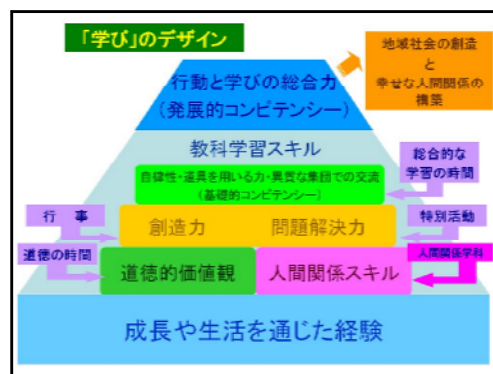 「学び」のデザイン
地域社会の創造
と
幸せな人間関係の
構築
行動と学びの総合力
(発展的コンピテンシー)
教科学習スキル
総合的な
学習の時間
自律性・道具を用いる力・異質な集団での交流
(基礎的コンピテンシー)
行 事
創造力 問題解決力
特別活動
道徳の時間
道徳的価値観
人間関係スキル
人間関係学科
成長や生活を通じた経験